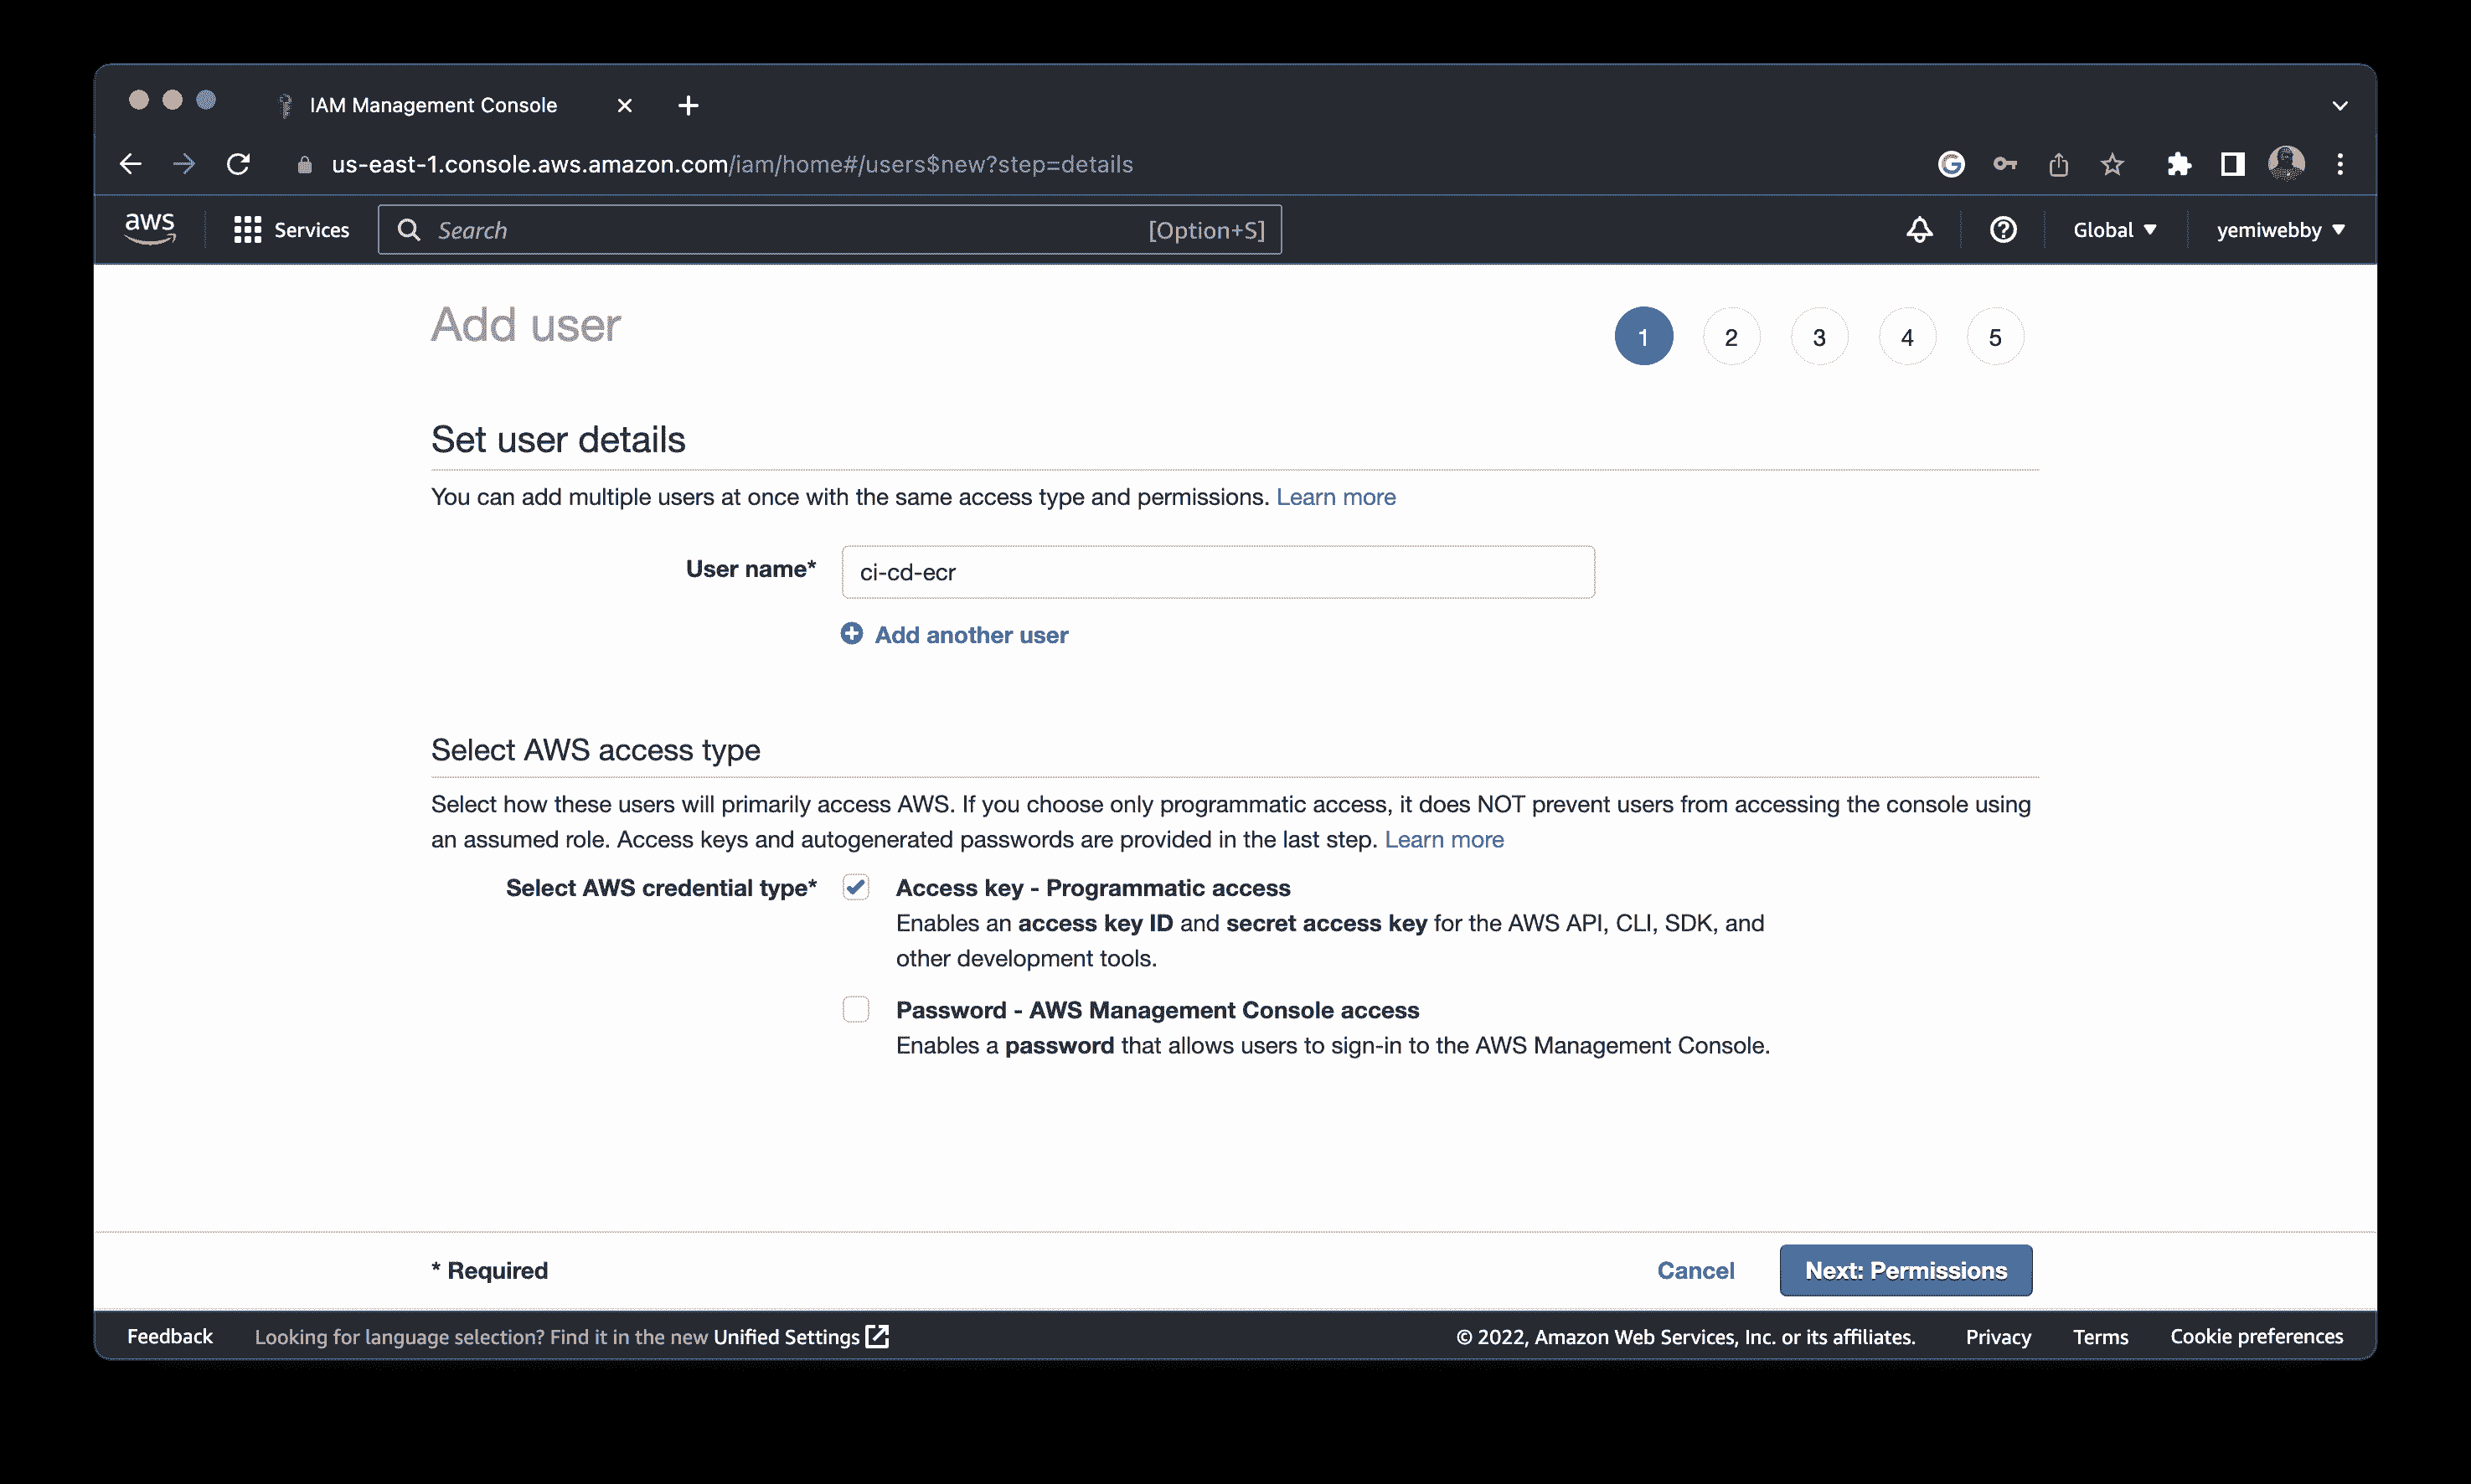 IAM Management Console
us-east-1.console.aws.amazon.com/iam/home#/users$new?step=details
aws Services Search [Option+S] Global yemiwebby
Add user 1 2 3 4 5
Set user details
You can add multiple users at once with the same access type and permissions. Learn more
User name* ci-cd-ecr
Add another user
Select AWS access type
Select how these users will primarily access AWS. If you choose only programmatic access, it does NOT prevent users from accessing the console using
an assumed role. Access keys and autogenerated passwords are provided in the last step. Learn more
Select AWS credential type* Access key - Programmatic access
Enables an access key ID and secret access key for the AWS API, CLI, SDK, and
other development tools.
Password - AWS Management Console access
Enables a password that allows users to sign-in to the AWS Management Console.
* Required Cancel Next: Permissions
Feedback Looking for language selection? Find it in the new Unified Settings © 2022, Amazon Web Services, Inc. or its affiliates. Privacy Terms Cookie preferences